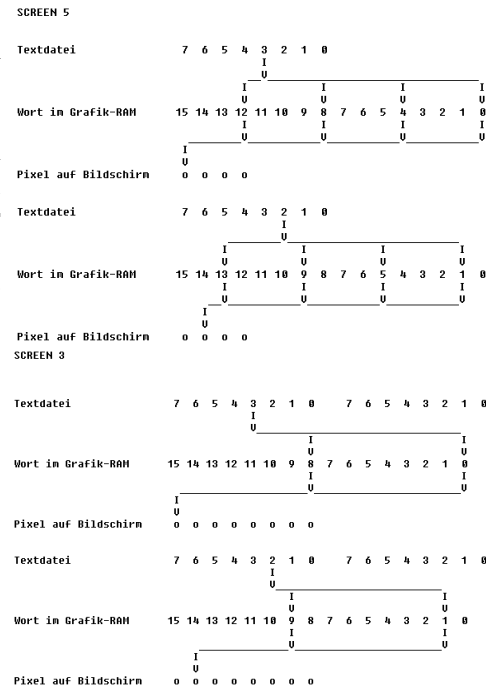 SCREEN 5
Textdatei 7 6 5 4 3 2 1 0
I
V
I I I I
V V V V
Wort im Grafik-RAM 15 14 13 12 11 10 9 8 7 6 5 4 3 2 1 0
I I I I
V V V V
I
V
Pixel auf Bildschirm o o o o
Textdatei 7 6 5 4 3 2 1 0
I
V
I I I I
V V V V
Wort im Grafik-RAM 15 14 13 12 11 10 9 8 7 6 5 4 3 2 1 0
I I I I
V V V V
I
V
Pixel auf Bildschirm o o o o
SCREEN 3
Textdatei 7 6 5 4 3 2 1 0 7 6 5 4 3 2 1 0
I
V
I I
V V
Wort im Grafik-RAM 15 14 13 12 11 10 9 8 7 6 5 4 3 2 1 0
I I
V V
I
V
Pixel auf Bildschirm o o o o o o o o
Textdatei 7 6 5 4 3 2 1 0 7 6 5 4 3 2 1 0
I
V
I I
V V
Wort im Grafik-RAM 15 14 13 12 11 10 9 8 7 6 5 4 3 2 1 0
I I
V V
I
V
Pixel auf Bildschirm o o o o o o o o